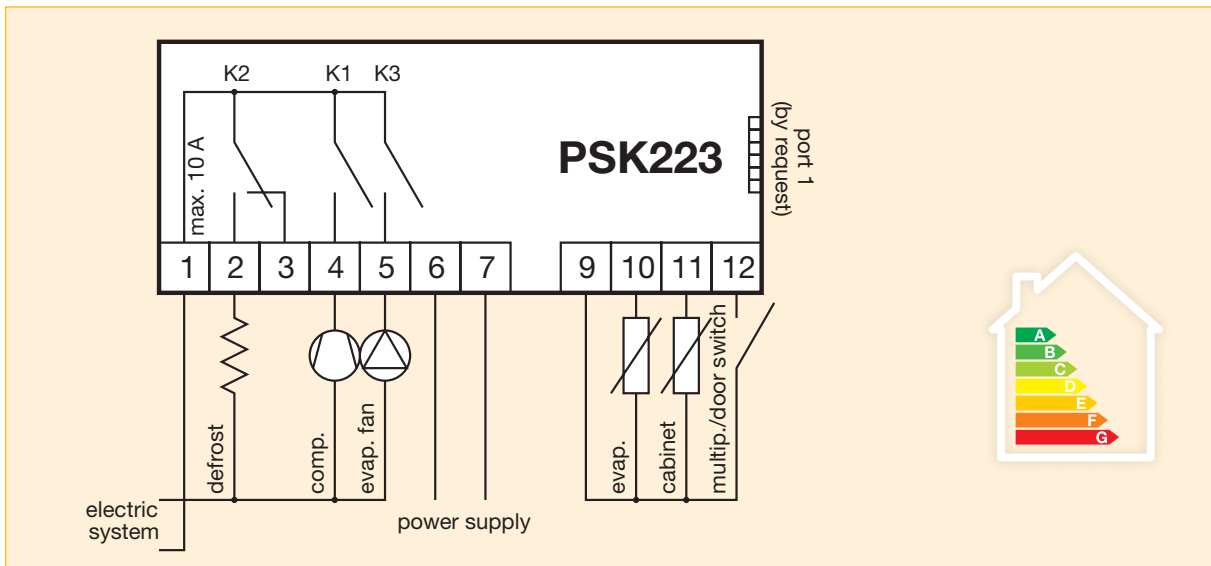 K2 K1 K3
max. 10 A
PSK223
port 1
(by request)
1 2 3 4 5 6 7 9 10 11 12
defrost
comp.
evap. fan
evap.
cabinet
multip./door switch
electric
system
power supply
A
B
C
D
E
F
G